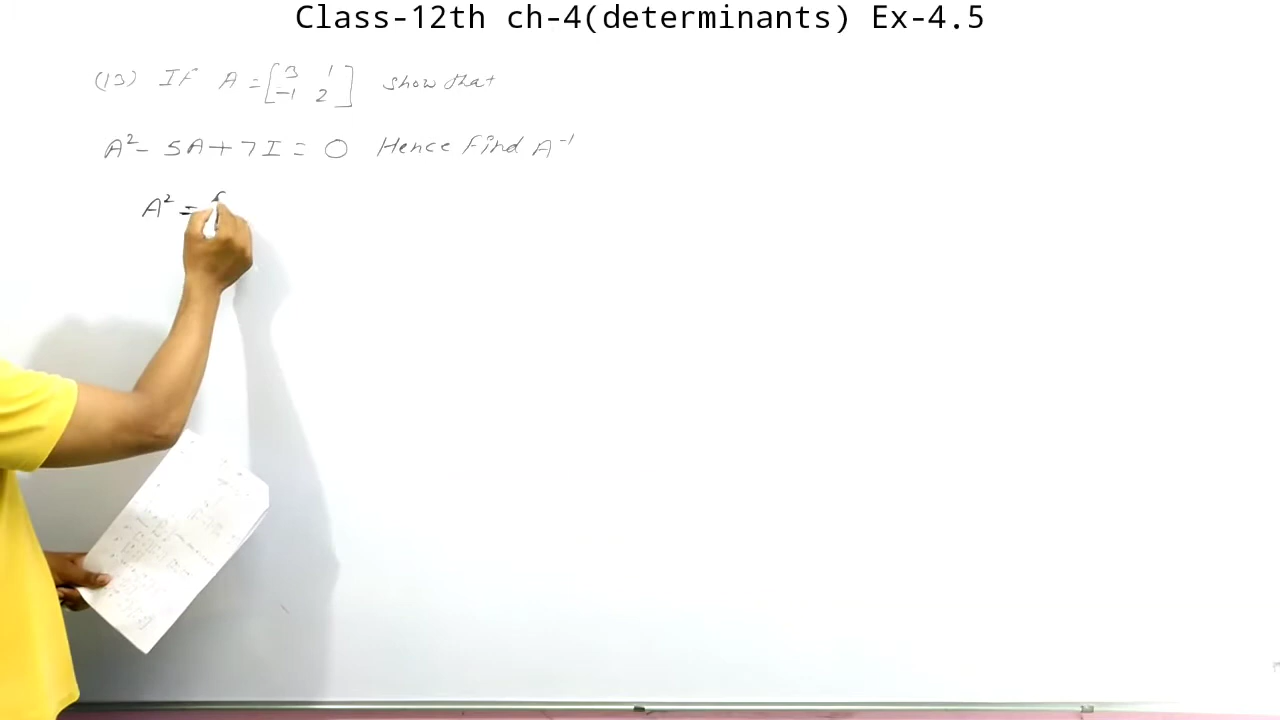 Class-12th ch-4(determinants) Ex-4.5
(13) If A = [3 1
-1 2] show that
A² - 5A + 7I = O Hence find A⁻¹
A² = [